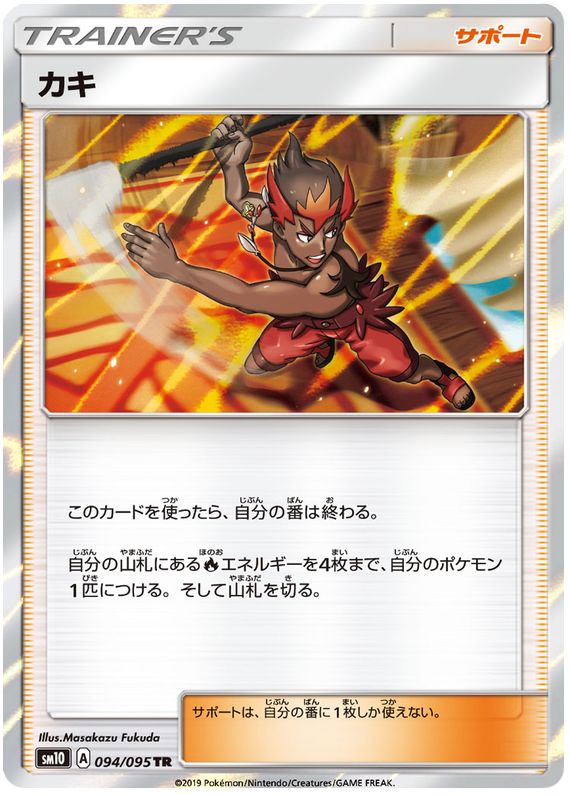 TRAINER'S
サポート
カキ
このカードを使ったら、自分の番は終わる。
自分の山札にある🔥エネルギーを4枚まで、自分のポケモン
1匹につける。そして山札を切る。
サポートは、自分の番に1枚しか使えない。
Illus.Masakazu Fukuda
SM10 A 094/095 TR
©2019 Pokémon/Nintendo/Creatures/GAME FREAK.